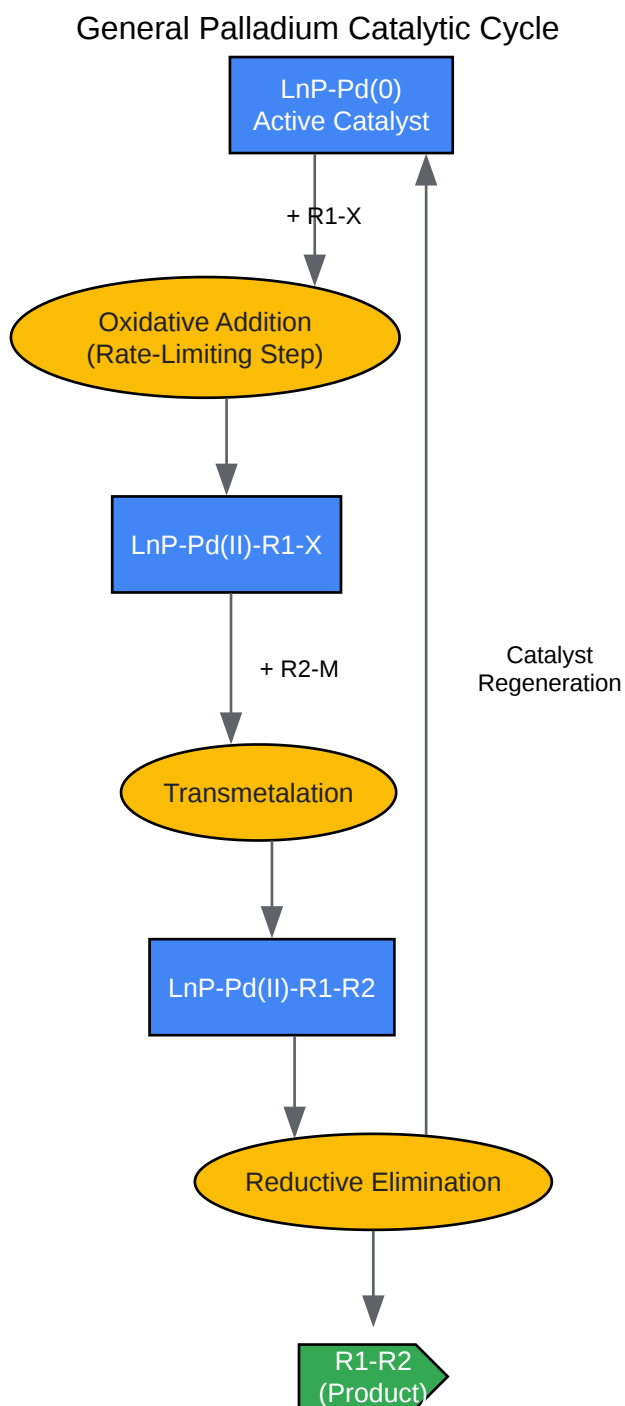 General Palladium Catalytic Cycle
LnP-Pd(0)
Active Catalyst
+ R1-X
Oxidative Addition
(Rate-Limiting Step)
LnP-Pd(II)-R1-X
+ R2-M
Catalyst
Regeneration
Transmetalation
LnP-Pd(II)-R1-R2
Reductive Elimination
R1-R2
(Product)